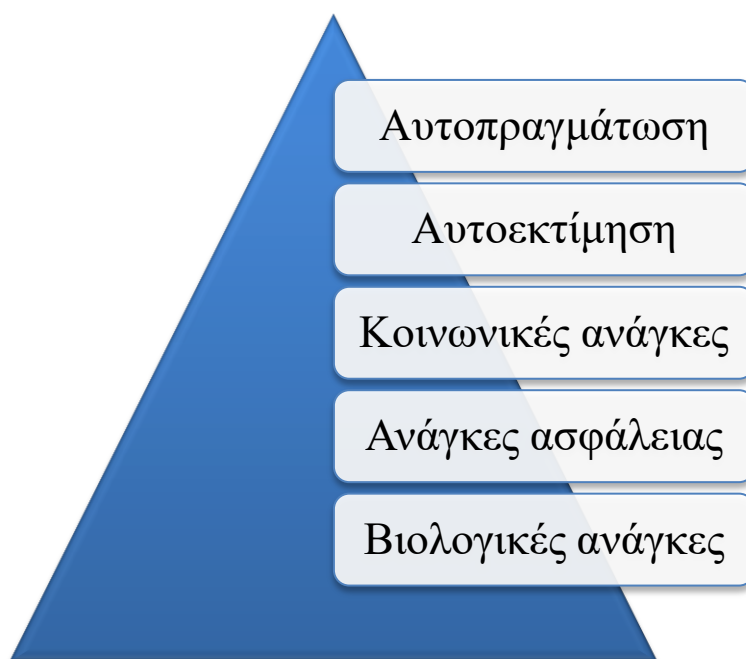 Αυτοπραγμάτωση
Αυτοεκτίμηση
Κοινωνικές ανάγκες
Ανάγκες ασφάλειας
Βιολογικές ανάγκες